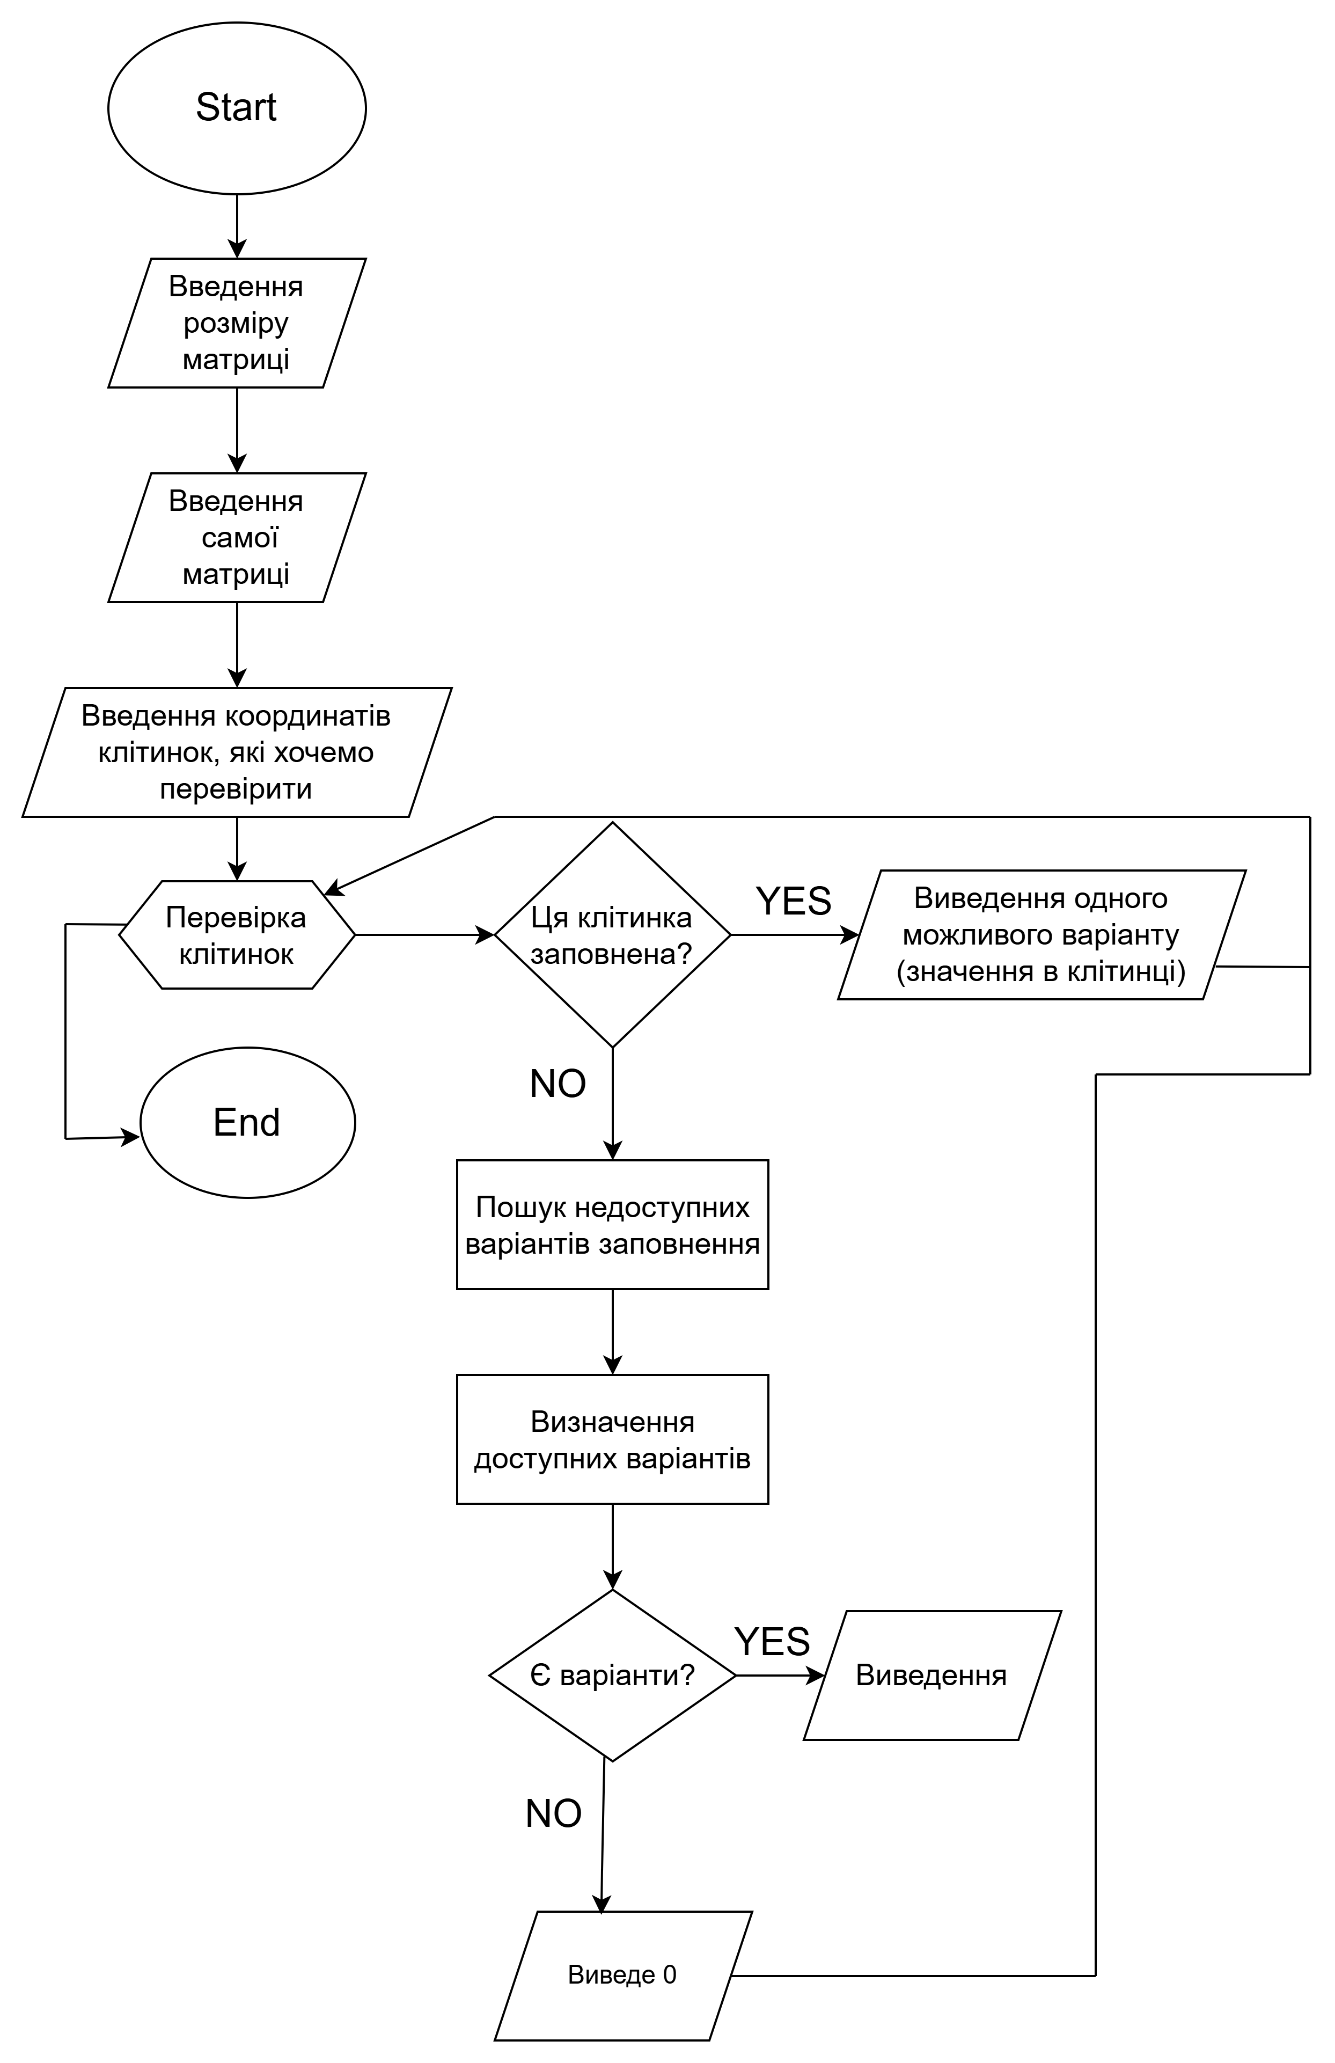 Start
Введення
розміру
матриці
Введення
самої
матриці
Введення координатів
клітинок, які хочемо
перевірити
Перевірка
клітинок
Ця клітинка
заповнена?
YES
Виведення одного
можливого варіанту
(значення в клітинці)
NO
End
Пошук недоступних
варіантів заповнення
Визначення
доступних варіантів
Є варіанти?
YES
Виведення
NO
Виведе 0